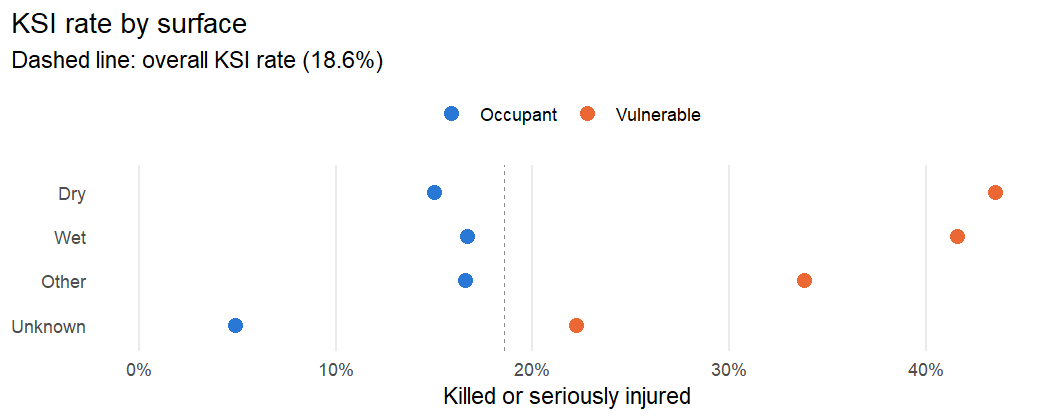 KSI rate by surface
Dashed line: overall KSI rate (18.6%)
Occupant Vulnerable
Dry
Wet
Other
Unknown
0% 10% 20% 30% 40%
Killed or seriously injured